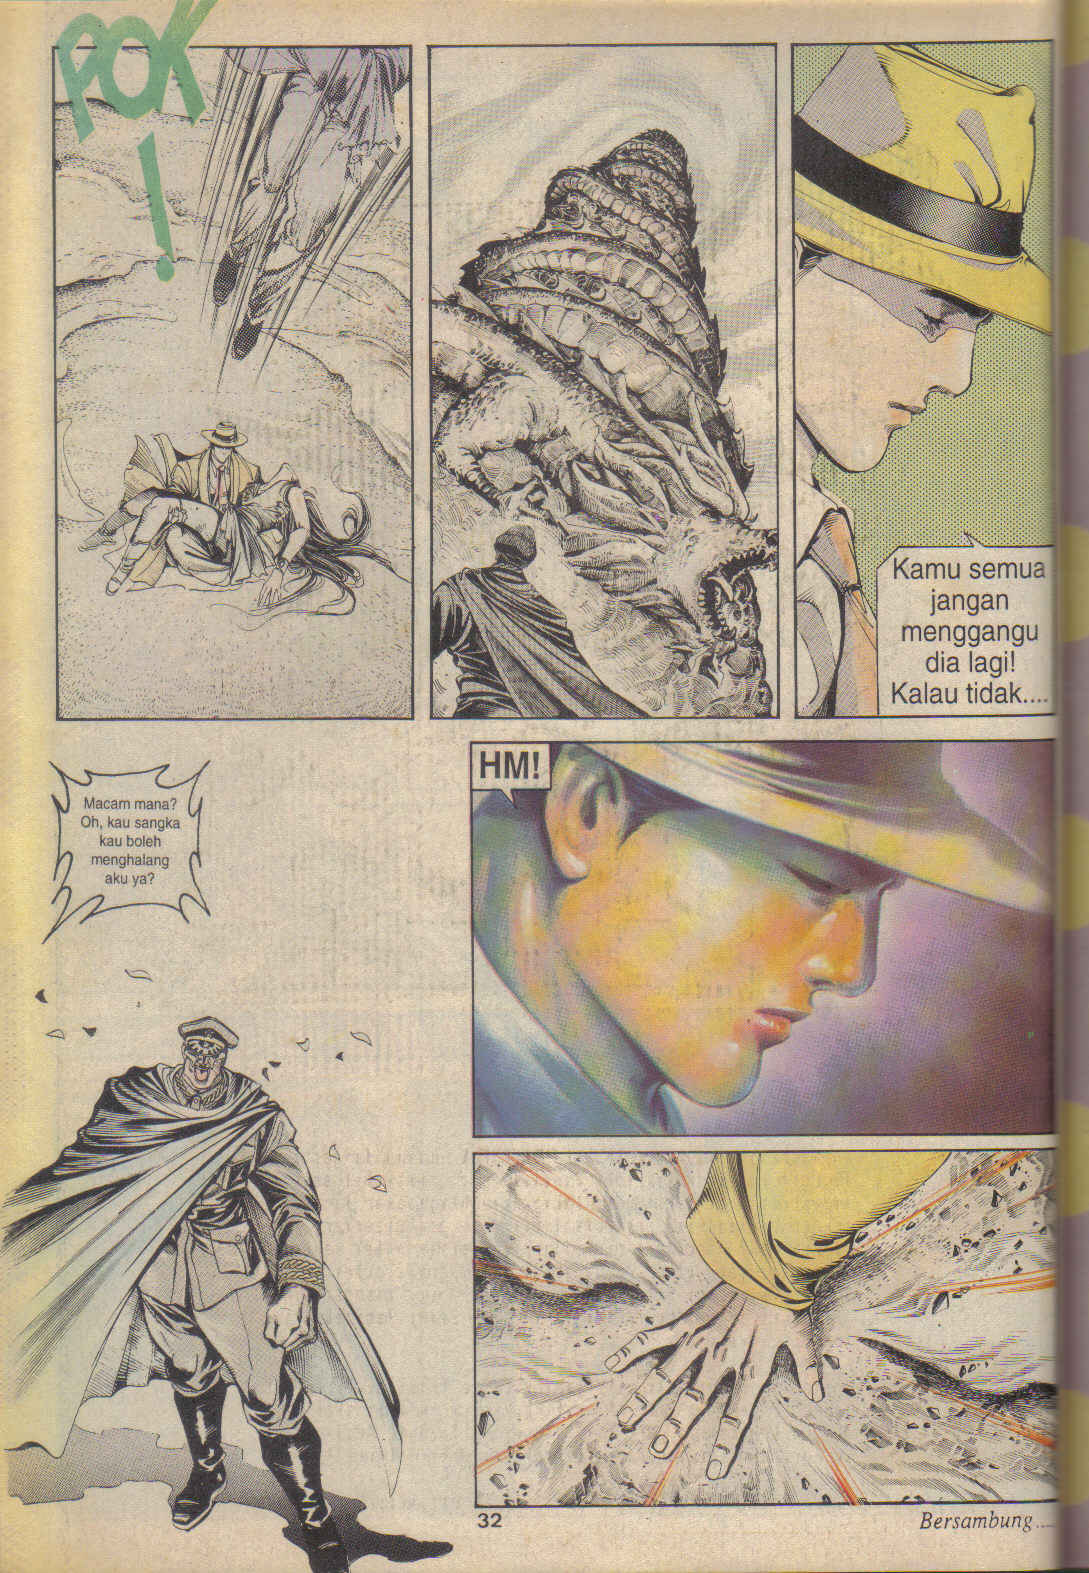 POK
!
Kamu semua
jangan
menggangu
dia lagi!
Kalau tidak....
Macam mana?
Oh, kau sangka
kau boleh
menghalang
aku ya?
HM!
32
Bersambung....